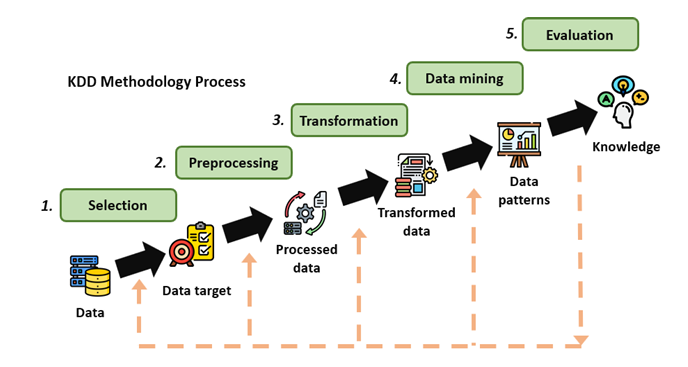 KDD Methodology Process
1. Selection
2. Preprocessing
3. Transformation
4. Data mining
5. Evaluation
Data
Data target
Processed
data
Transformed
data
Data
patterns
Knowledge